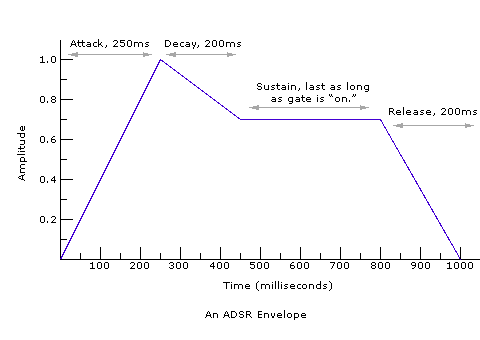 Attack, 250ms
Decay, 200ms
Sustain, last as long
as gate is “on.”
Release, 200ms
1.0
0.8
0.6
0.4
0.2
Amplitude
100 200 300 400 500 600 700 800 900 1000
Time (milliseconds)
An ADSR Envelope